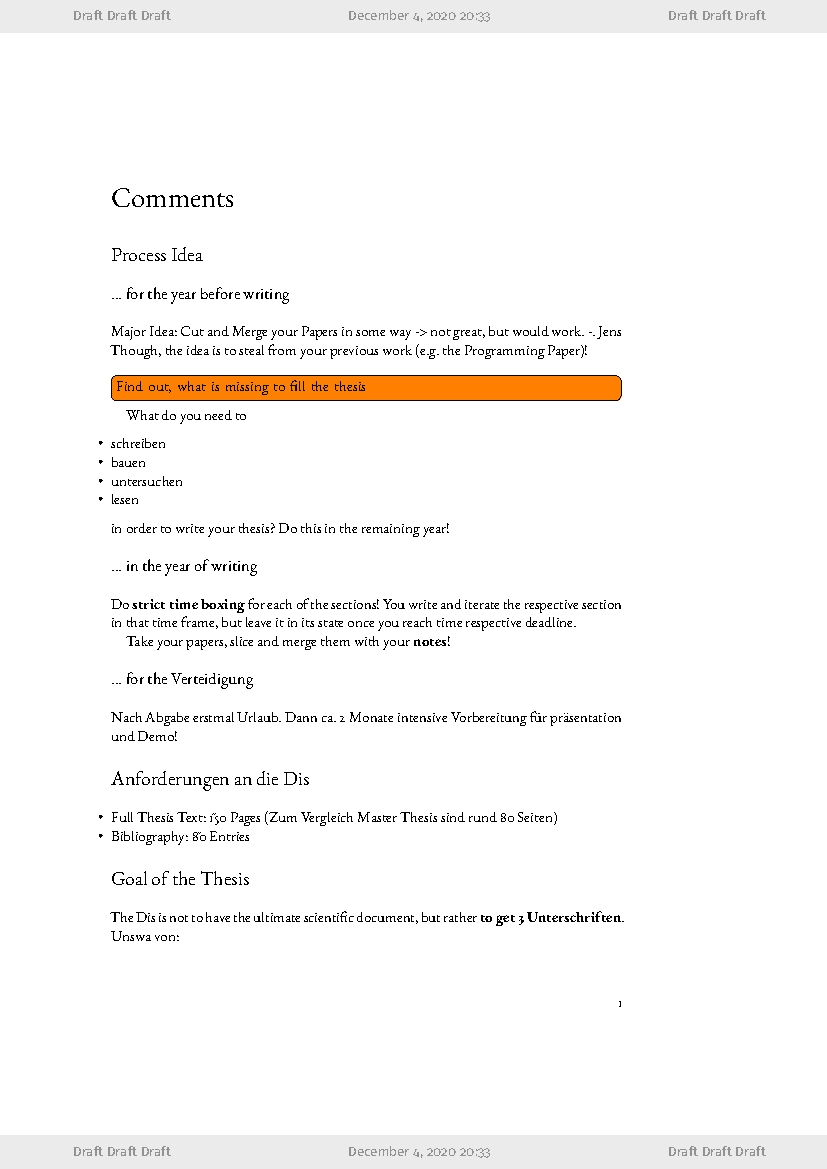 Draft Draft Draft December 4, 2020 20:33 Draft Draft Draft
Comments
Process Idea
... for the year before writing
Major Idea: Cut and Merge your Papers in some way -> not great, but would work. -. Jens
Though, the idea is to steal from your previous work (e.g. the Programming Paper)!
Find out, what is missing to fill the thesis
What do you need to
• schreiben
• bauen
• untersuchen
• lesen
in order to write your thesis? Do this in the remaining year!
... in the year of writing
Do strict time boxing for each of the sections! You write and iterate the respective section
in that time frame, but leave it in its state once you reach time respective deadline.
Take your papers, slice and merge them with your notes!
... for the Verteidigung
Nach Abgabe erstmal Urlaub. Dann ca. 2 Monate intensive Vorbereitung für präsentation
und Demo!
Anforderungen an die Dis
• Full Thesis Text: 150 Pages (Zum Vergleich Master Thesis sind rund 80 Seiten)
• Bibliography: 80 Entries
Goal of the Thesis
The Dis is not to have the ultimate scientific document, but rather to get 3 Unterschriften.
Unswa von:
1
Draft Draft Draft December 4, 2020 20:33 Draft Draft Draft